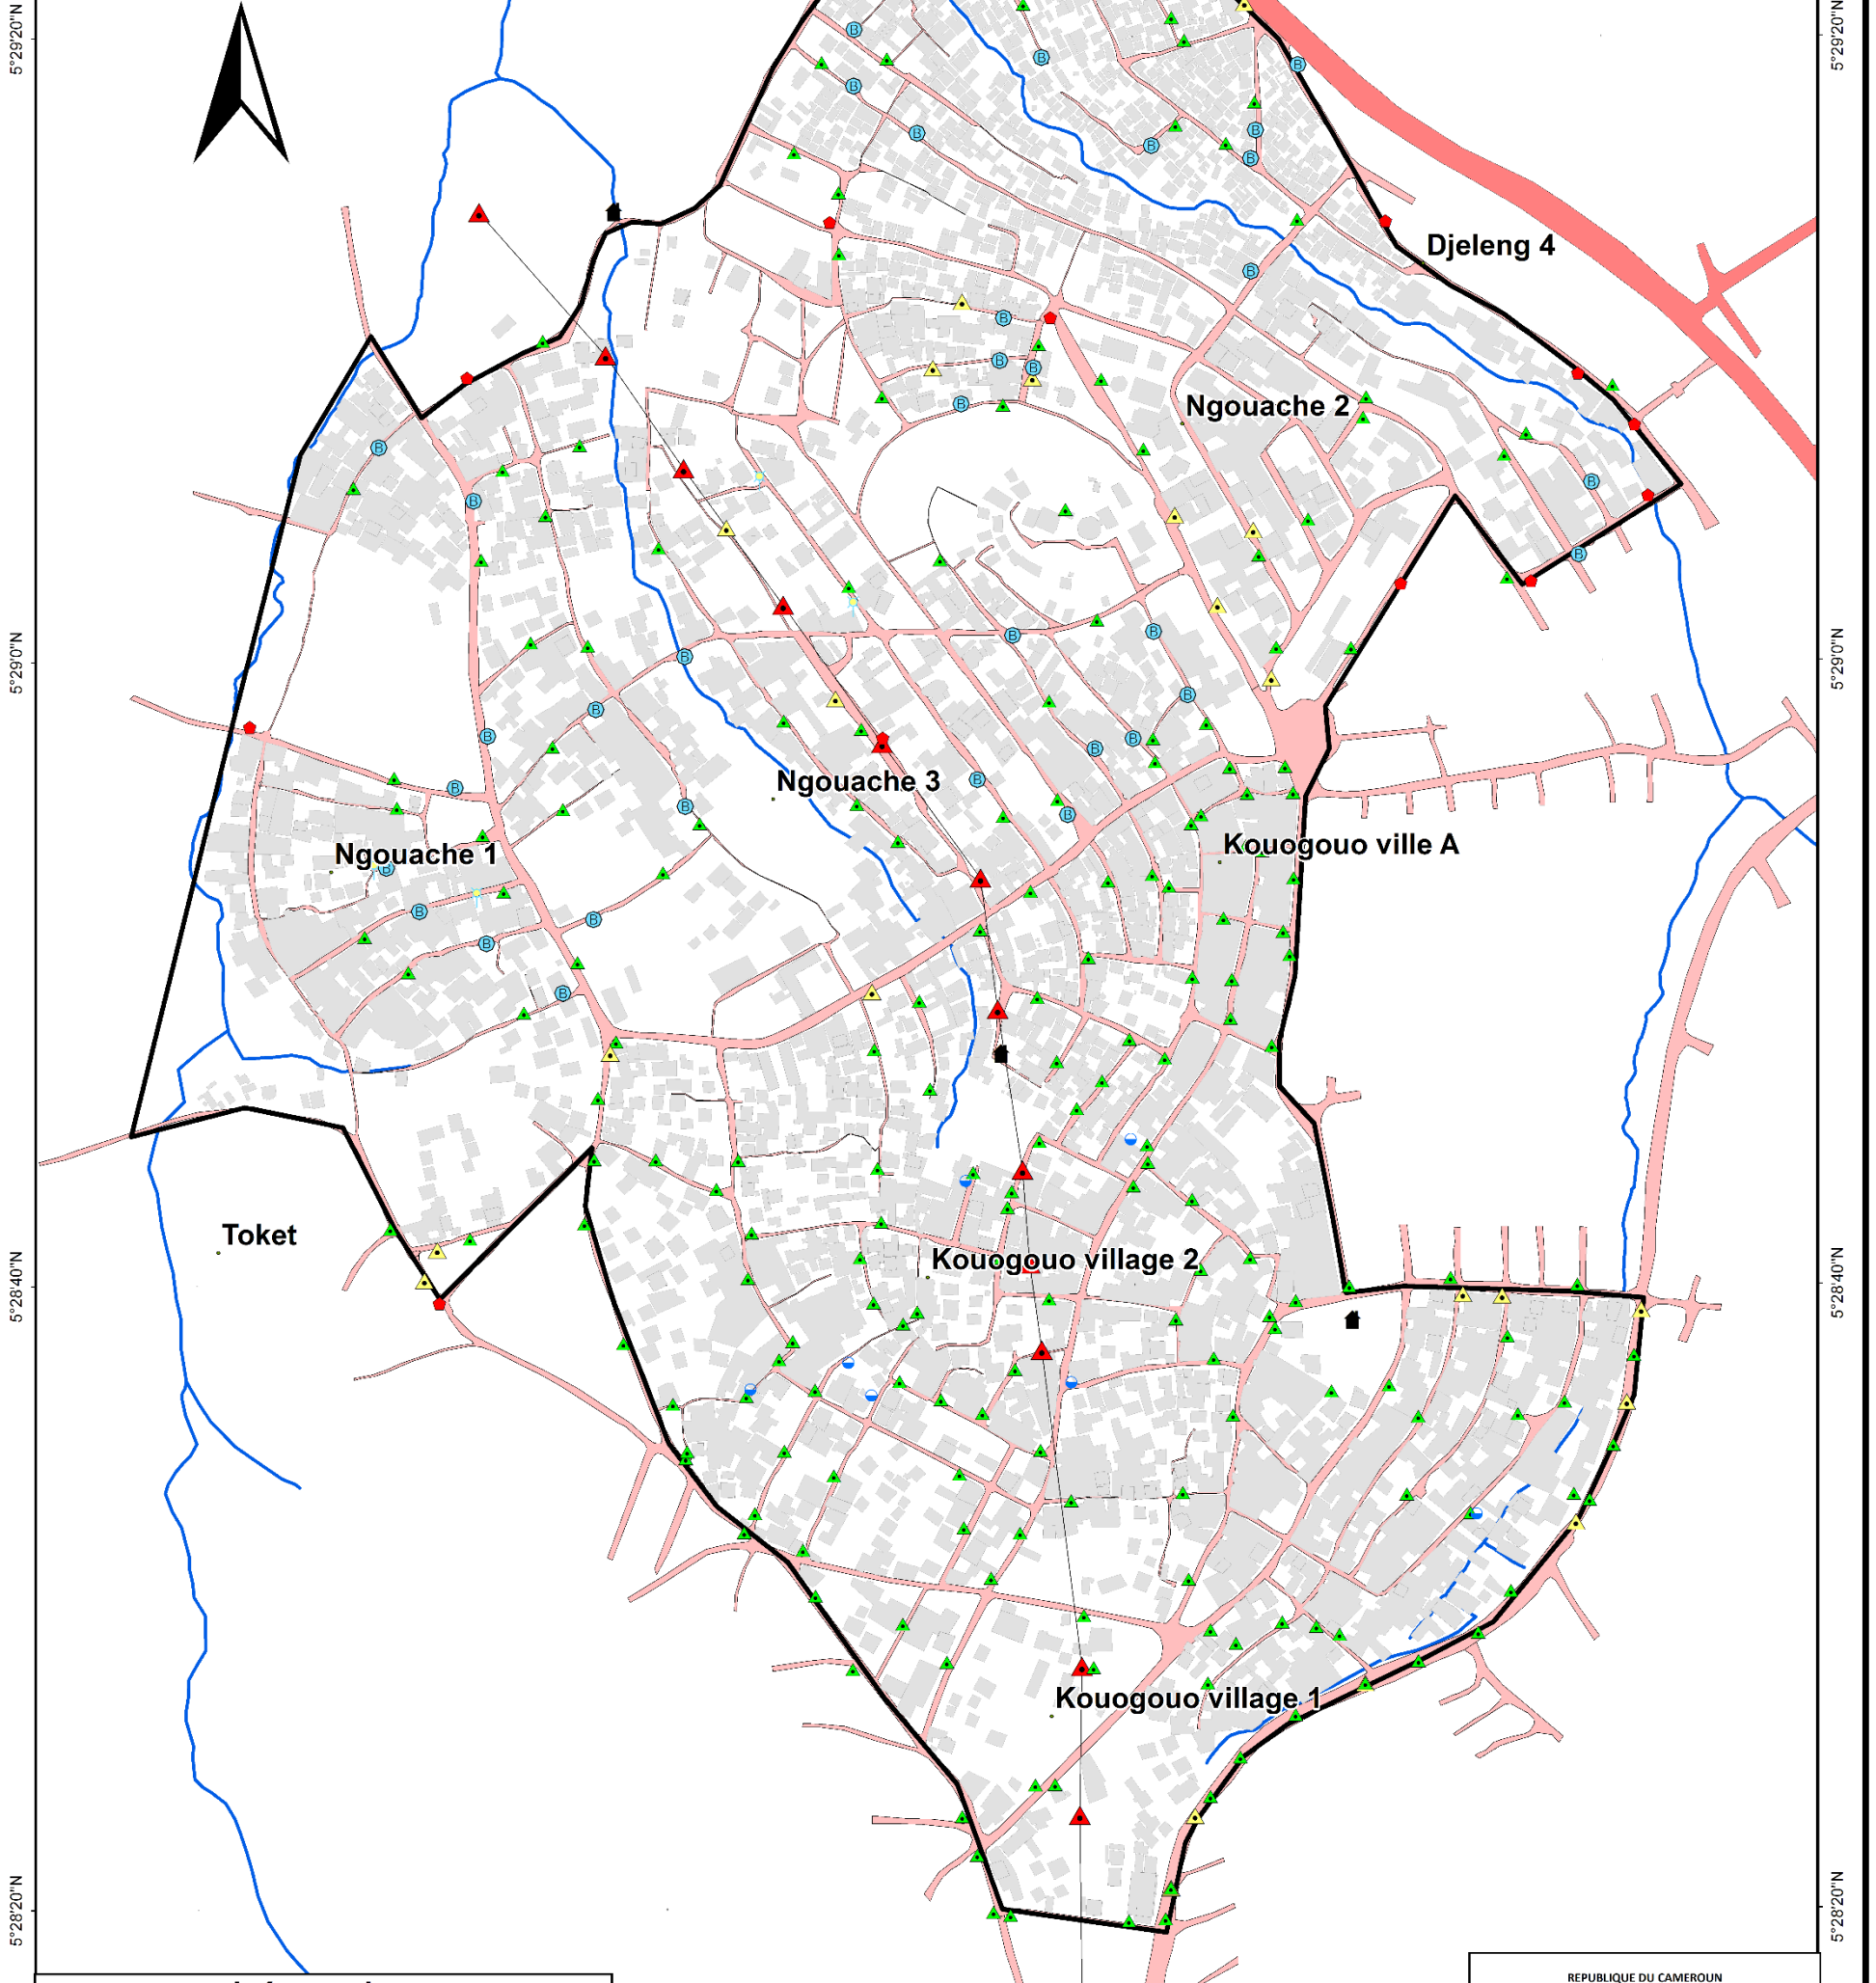 5°29'20"N
5°29'20"N
Djeleng 4
Ngouache 2
5°29'0"N
5°29'0"N
Ngouache 3
Kouogouo ville A
Ngouache 1
Toket
Kouogouo village 2
5°28'40"N
5°28'40"N
Kouogouo village 1
5°28'20"N
5°28'20"N
REPUBLIQUE DU CAMEROUN